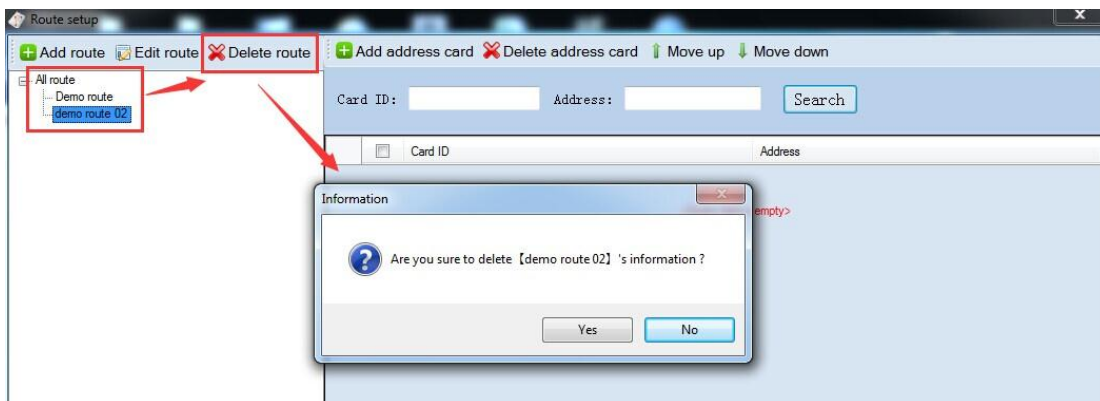 Route setup
x
Add route Edit route Delete route Add address card Delete address card Move up Move down
All route
Demo route
demo route 02
Card ID: Address: Search
Card ID Address
Information
empty>
Are you sure to delete【demo route 02】's information ?
Yes No